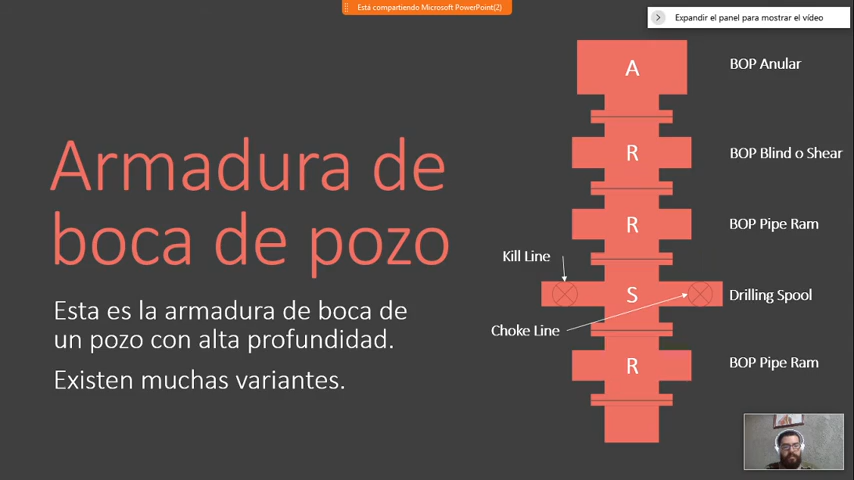 Está compartiendo Microsoft PowerPoint(2)
Expandir el panel para mostrar el vídeo
Armadura de
boca de pozo
Esta es la armadura de boca de
un pozo con alta profundidad.
Existen muchas variantes.
A
BOP Anular
R
BOP Blind o Shear
R
BOP Pipe Ram
Kill Line
S
Drilling Spool
Choke Line
R
BOP Pipe Ram